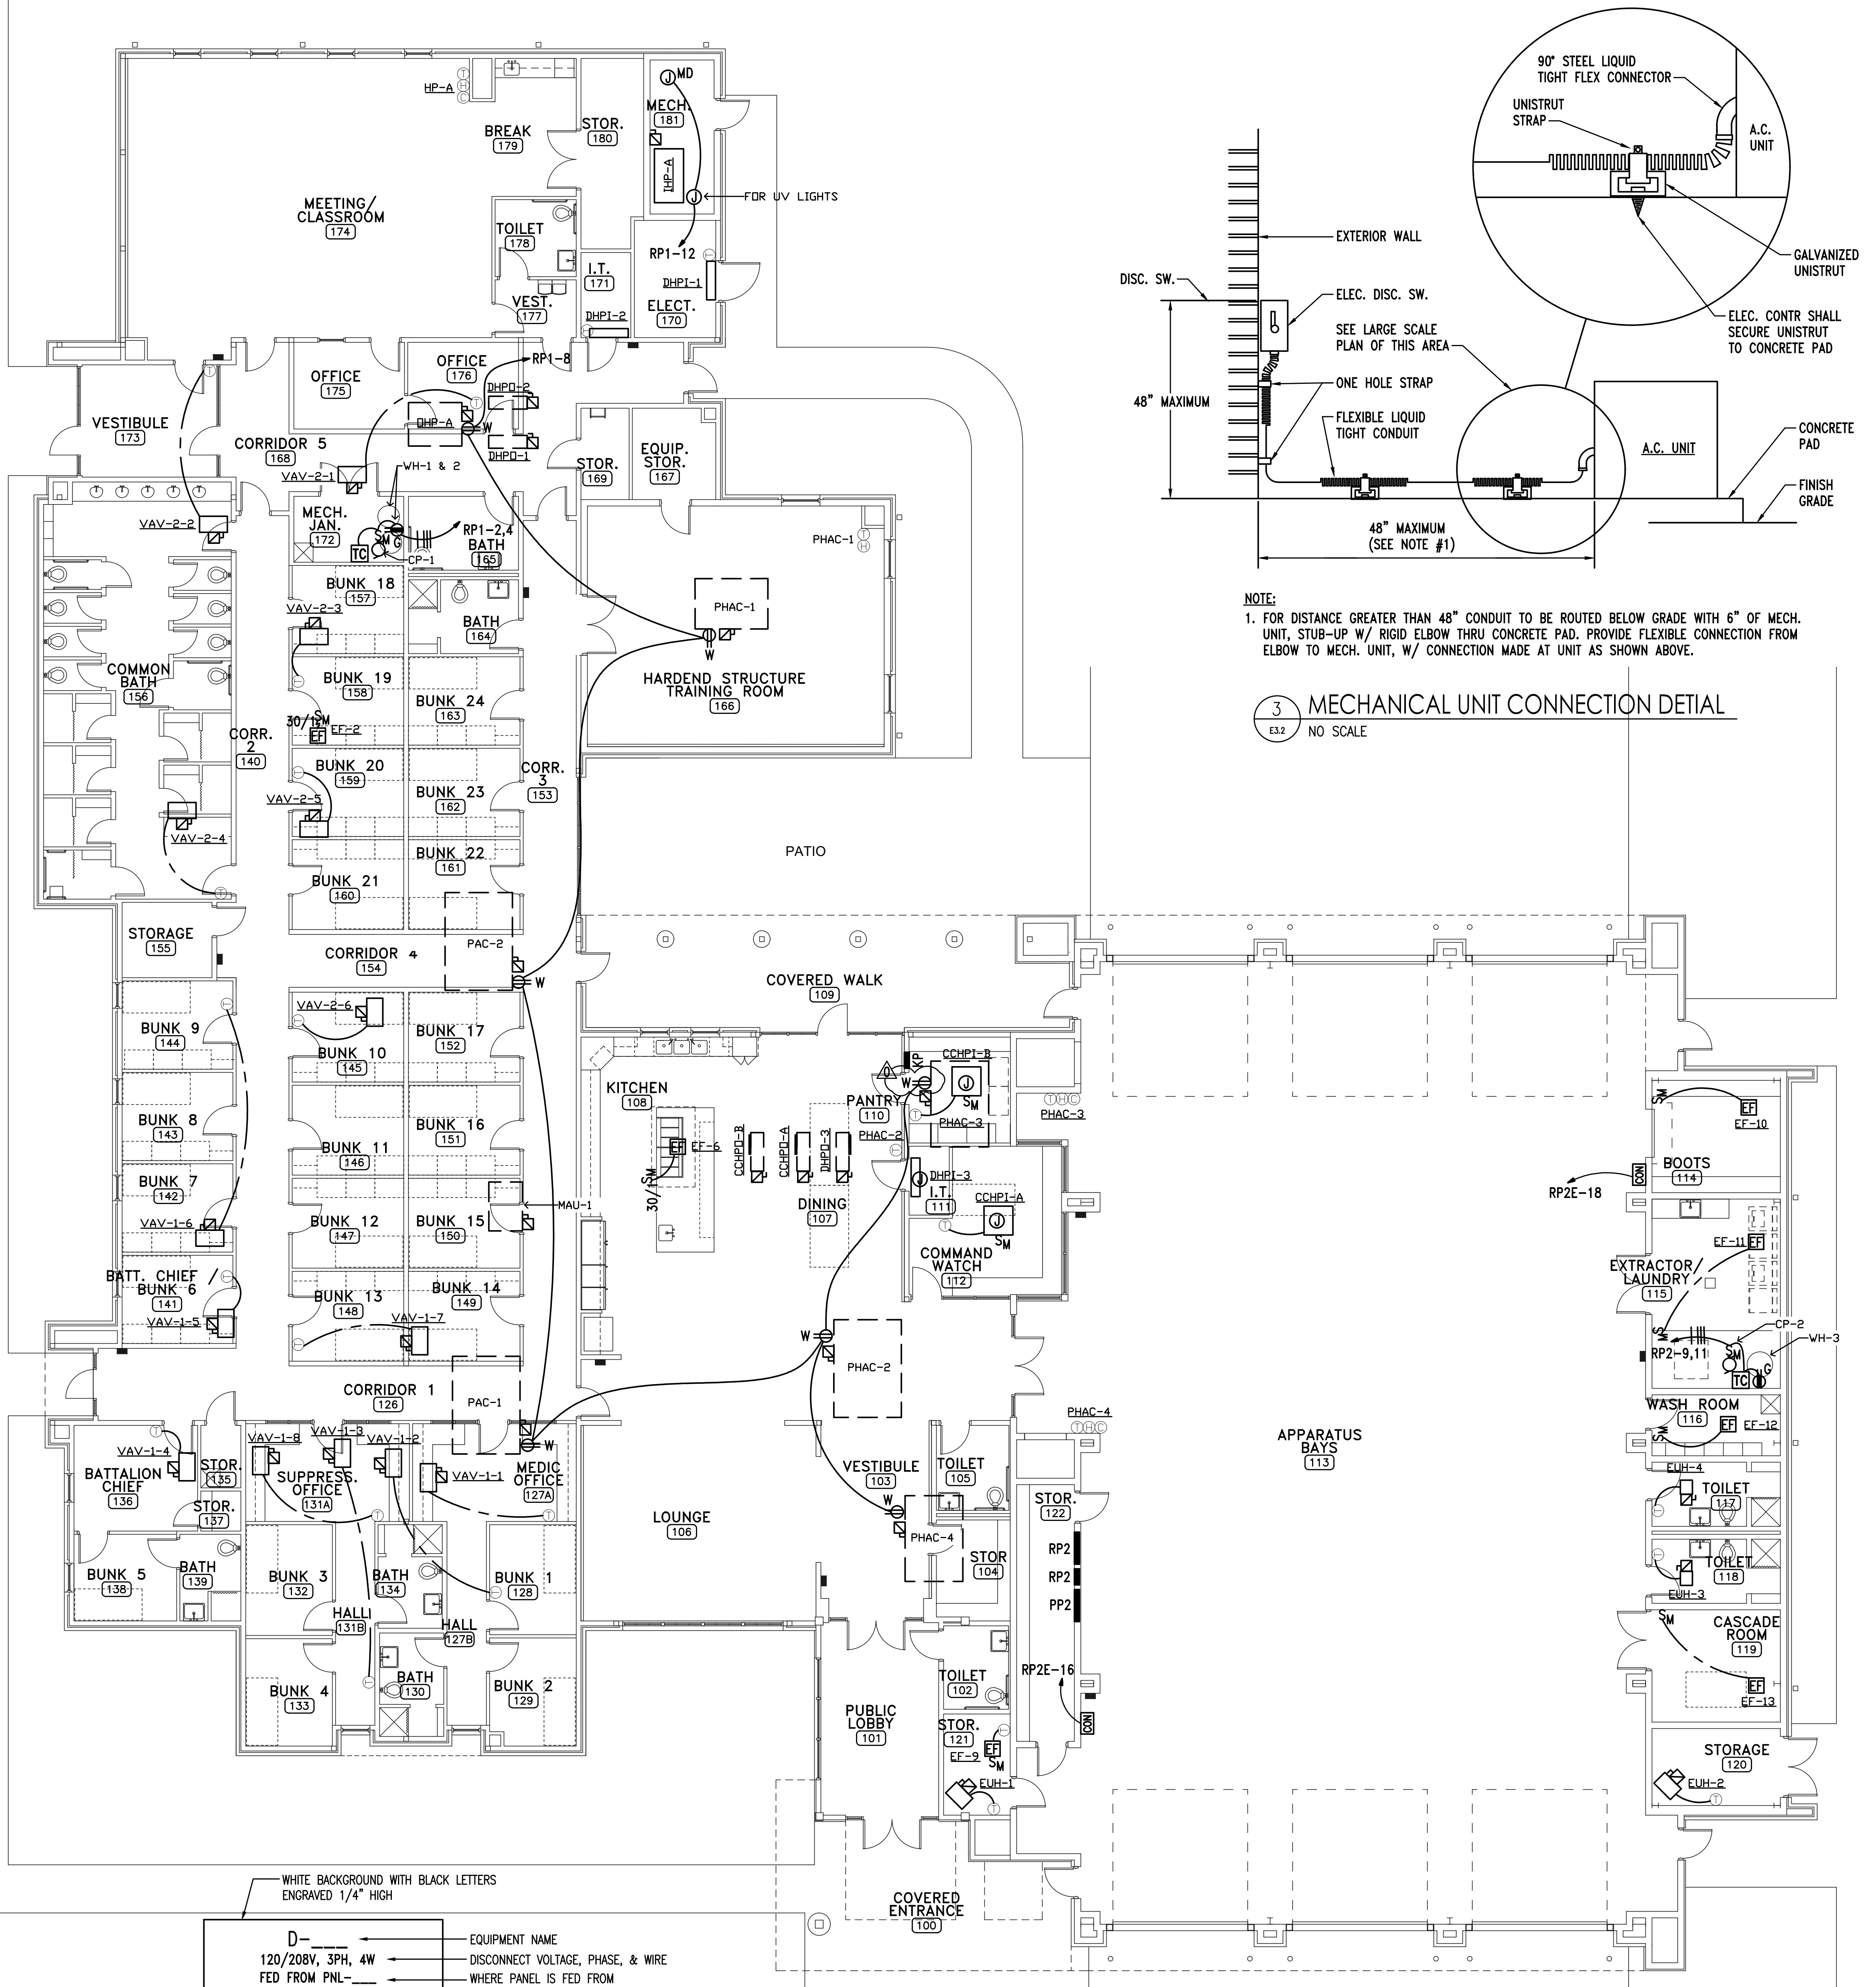 HP-A
T
H
C
BREAK
179
STOR.
180
J MD
MECH.
181
IHP-A
J
FOR UV LIGHTS
RP1-12
MEETING/
CLASSROOM
174
TOILET
178
I.T.
171
DHPI-1
ELECT.
170
VEST.
177
DHPI-2
RP1-8
OFFICE
175
OFFICE
176
DHPO-2
OHP-A
W
DHPO-1
VESTIBULE
173
CORRIDOR 5
168
VAV-2-1
WH-1 & 2
STOR.
169
EQUIP.
STOR.
167
VAV-2-2
MECH.
JAN.
172
SM
G
TC
CP-1
RP1-2,4
BATH
165
PHAC-1
T
H
BUNK 18
157
VAV-2-3
BATH
164
PHAC-1
W
COMMON
BATH
156
BUNK 19
158
BUNK 24
163
HARDEND STRUCTURE
TRAINING ROOM
166
30/1
SM
EF
EF-2
CORR.
2
140
BUNK 20
159
VAV-2-5
BUNK 23
162
CORR.
3
153
VAV-2-4
BUNK 22
161
BUNK 21
160
PATIO
STORAGE
155
CORRIDOR 4
154
PAC-2
W
COVERED WALK
109
BUNK 9
144
VAV-2-6
BUNK 10
145
BUNK 17
152
KITCHEN
108
KP
CCHPI-B
W
J
SM
PANTRY
110
PHAC-3
T H C
PHAC-3
BUNK 8
143
BUNK 11
146
BUNK 16
151
EF
EF-6
30/1
SM
CCHPO-B
CCHPO-A
DHPO-3
PHAC-2
T
DHPI-3
J
I.T.
111
CCHPI-A
J
SM
DINING
107
COMMAND
WATCH
112
BUNK 7
142
VAV-1-6
BUNK 12
147
BUNK 15
150
MAU-1
BATT. CHIEF /
BUNK 6
141
VAV-1-5
BUNK 13
148
BUNK 14
149
VAV-1-7
W
PHAC-2
CORRIDOR 1
126
PAC-1
W
VAV-1-4
BATTALION
CHIEF
136
STOR.
135
STOR.
137
VAV-1-8
VAV-1-3
VAV-1-2
SUPPRESS.
OFFICE
131A
VAV-1-1
MEDIC
OFFICE
127A
BUNK 5
138
BATH
139
BUNK 3
132
BATH
134
BUNK 1
128
HALL
131B
HALL
127B
BUNK 4
133
BATH
130
BUNK 2
129
LOUNGE
106
VESTIBULE
103
W
PHAC-4
TOILET
105
STOR
104
PHAC-4
T H C
STOR.
122
RP2
RP2
PP2
TOILET
102
RP2E-16
CON
PUBLIC
LOBBY
101
STOR.
121
EF
EF-9
SM
EUH-1
COVERED
ENTRANCE
100
APPARATUS
BAYS
113
SM
EF
EF-10
BOOTS
114
CON
RP2E-18
EF-11
EF
EXTRACTOR/
LAUNDRY
115
SM
RP2-9,11
SM
CP-2
WH-3
TC
G
WASH ROOM
116
SM
EF
EF-12
EUH-4
TOILET
117
TOILET
118
EUH-3
SM
CASCADE
ROOM
119
EF
EF-13
STORAGE
120
EUH-2
90° STEEL LIQUID
TIGHT FLEX CONNECTOR
UNISTRUT
STRAP
A.C.
UNIT
GALVANIZED
UNISTRUT
ELEC. CONTR SHALL
SECURE UNISTRUT
TO CONCRETE PAD
EXTERIOR WALL
DISC. SW.
ELEC. DISC. SW.
SEE LARGE SCALE
PLAN OF THIS AREA
ONE HOLE STRAP
48" MAXIMUM
FLEXIBLE LIQUID
TIGHT CONDUIT
A.C. UNIT
CONCRETE
PAD
FINISH
GRADE
48" MAXIMUM
(SEE NOTE #1)
NOTE:
1. FOR DISTANCE GREATER THAN 48" CONDUIT TO BE ROUTED BELOW GRADE WITH 6" OF MECH.
UNIT, STUB-UP W/ RIGID ELBOW THRU CONCRETE PAD. PROVIDE FLEXIBLE CONNECTION FROM
ELBOW TO MECH. UNIT, W/ CONNECTION MADE AT UNIT AS SHOWN ABOVE.
3
E3.2
MECHANICAL UNIT CONNECTION DETIAL
NO SCALE
WHITE BACKGROUND WITH BLACK LETTERS
ENGRAVED 1/4" HIGH
D-___
EQUIPMENT NAME
120/208V, 3PH, 4W
DISCONNECT VOLTAGE, PHASE, & WIRE
FED FROM PNL-___
WHERE PANEL IS FED FROM